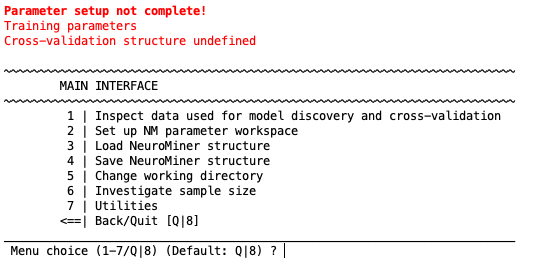 Parameter setup not complete!
Training parameters
Cross-validation structure undefined
MAIN INTERFACE
1 | Inspect data used for model discovery and cross-validation
2 | Set up NM parameter workspace
3 | Load NeuroMiner structure
4 | Save NeuroMiner structure
5 | Change working directory
6 | Investigate sample size
7 | Utilities
<==| Back/Quit [Q|8]
Menu choice (1-7/Q|8) (Default: Q|8) ? |